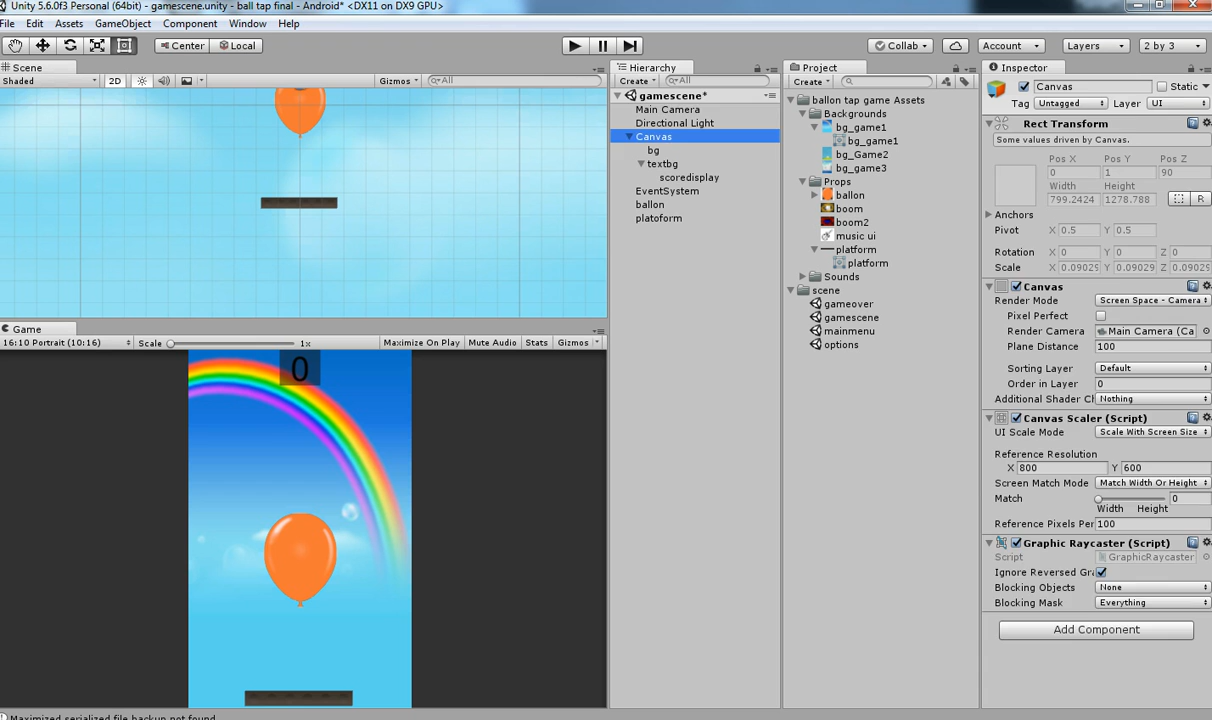 Unity 5.6.0f3 Personal (64bit) - gamescene.unity - ball tap final - Android* <DX11 on DX9 GPU>
File Edit Assets GameObject Component Window Help
Center Local Collab Account Layers 2 by 3
Scene
Shaded 2D Gizmos All
Game
16:10 Portrait (10:16) Scale 1x Maximize On Play Mute Audio Stats Gizmos
0
Hierarchy
Create All
gamescene*
Main Camera
Directional Light
Canvas
bg
textbg
scoredisplay
EventSystem
ballon
platoform
Project
Create
ballon tap game Assets
Backgrounds
bg_game1
bg_game1
bg_Game2
bg_game3
Props
ballon
boom
boom2
music ui
platform
platform
Sounds
scene
gameover
gamescene
mainmenu
options
Inspector
Canvas Static
Tag Untagged Layer UI
Rect Transform
Some values driven by Canvas.
Pos X Pos Y Pos Z
0 1 90
Width Height
799.2424 1278.788 R
Anchors
Pivot X 0.5 Y 0.5
Rotation X 0 Y 0 Z 0
Scale X 0.09029 Y 0.09029 Z 0.09029
Canvas
Render Mode Screen Space - Camera
Pixel Perfect
Render Camera Main Camera (Ca
Plane Distance 100
Sorting Layer Default
Order in Layer 0
Additional Shader Cl Nothing
Canvas Scaler (Script)
UI Scale Mode Scale With Screen Size
Reference Resolution
X 800 Y 600
Screen Match Mode Match Width Or Height
Match 0
Width Height
Reference Pixels Per 100
Graphic Raycaster (Script)
Script GraphicRaycaster
Ignore Reversed Gra
Blocking Objects None
Blocking Mask Everything
Add Component
Maximized serialized file backup not found